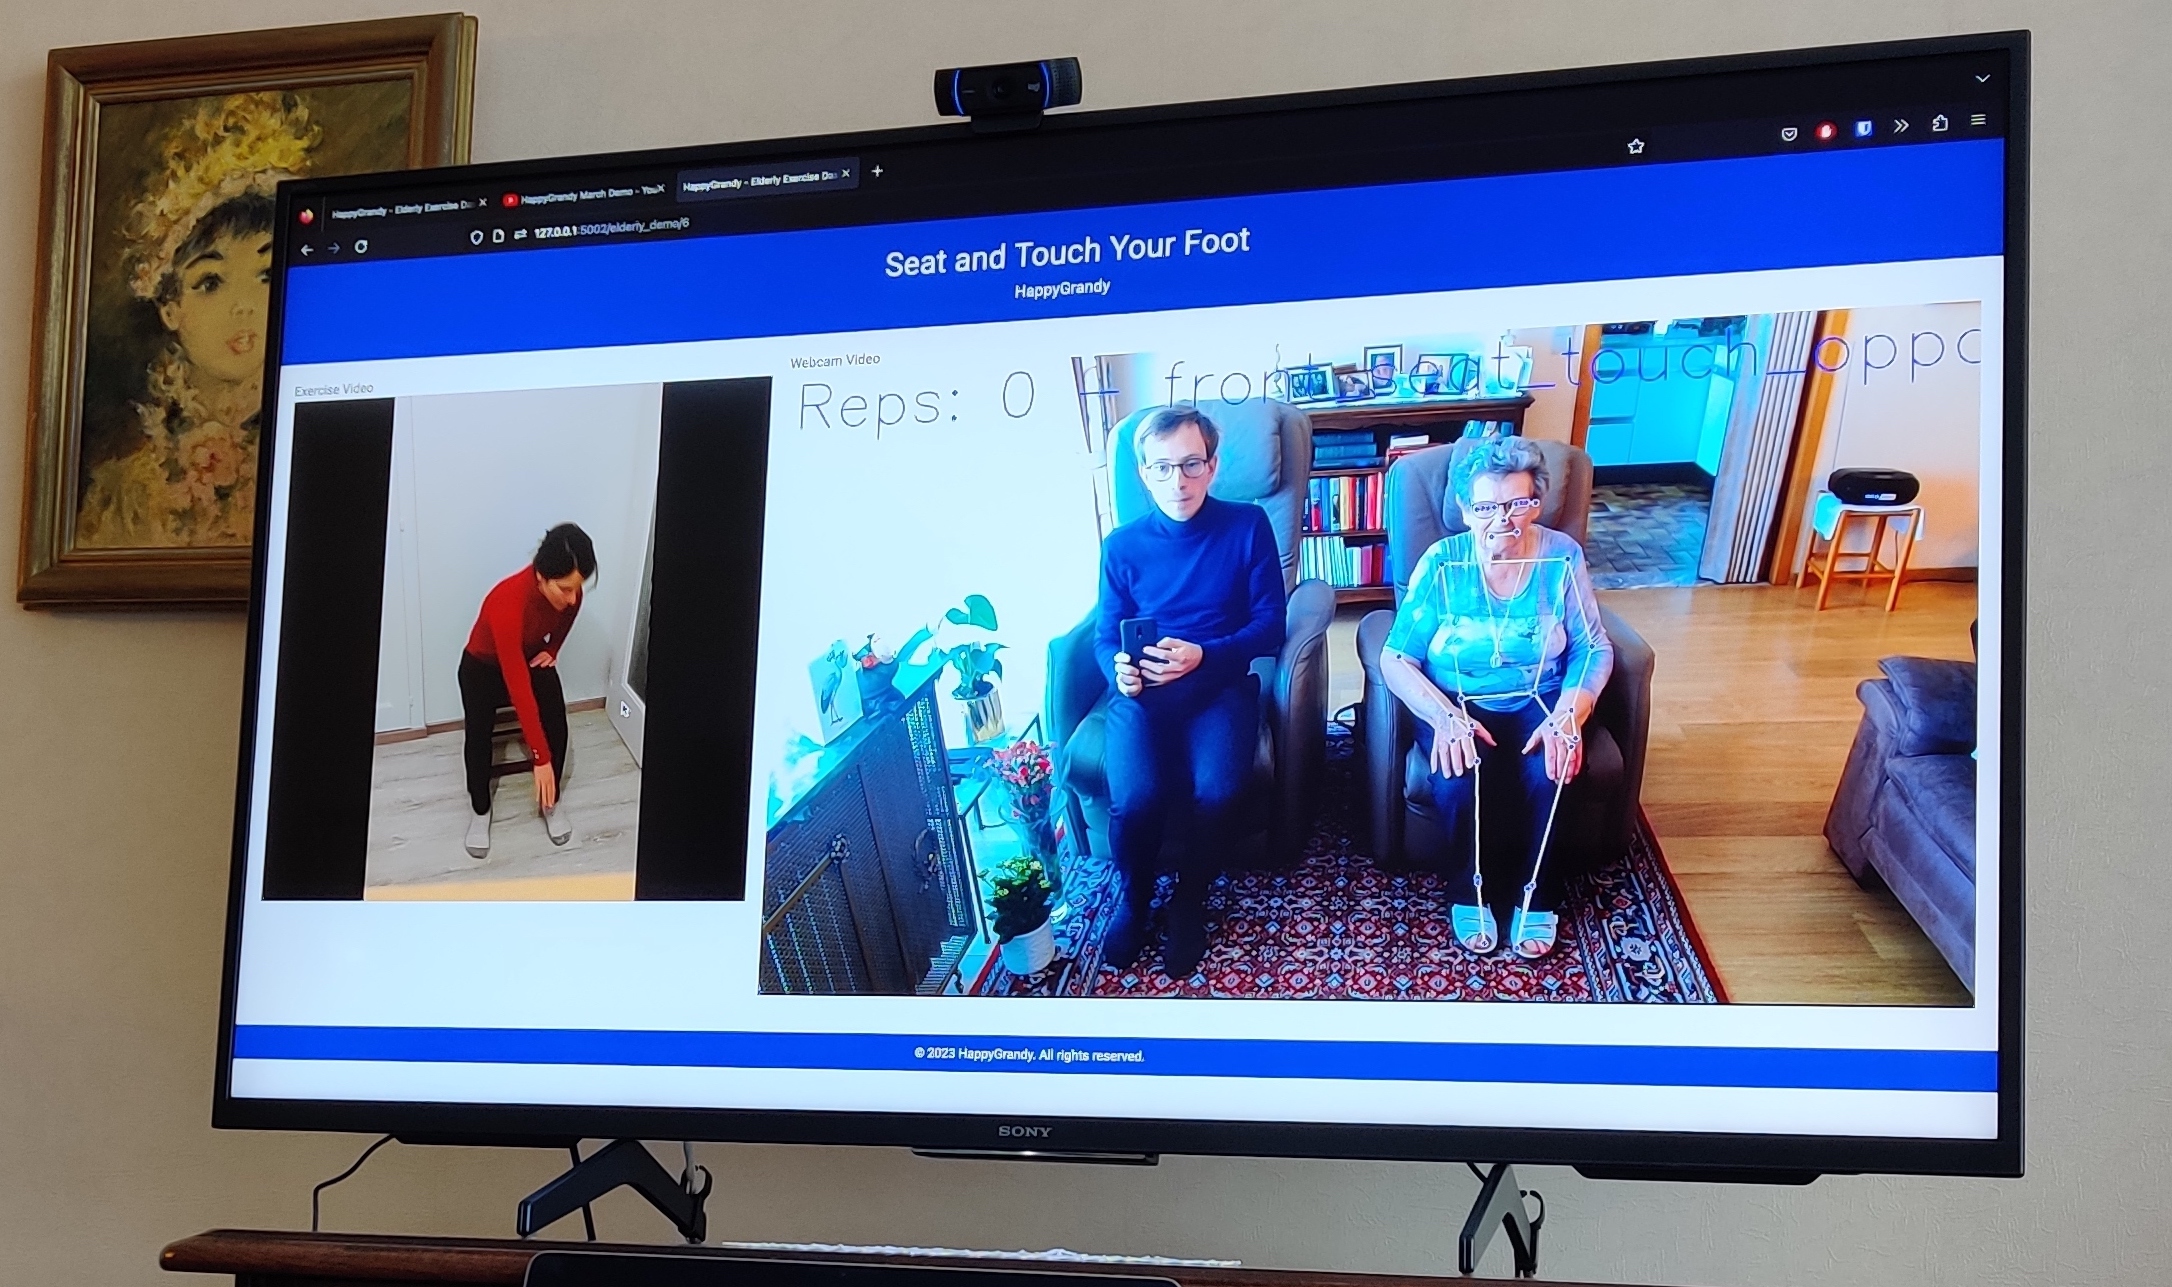 HappyGrandy - Elderly Exercise Da
HappyGrandy March Demo - You
HappyGrandy - Elderly Exercise Da
127.0.0.1:5002/elderly_demo/6
Seat and Touch Your Foot
HappyGrandy
Exercise Video
Webcam Video
Reps: 0 - front_seat_touch_oppo
© 2023 HappyGrandy. All rights reserved.
SONY